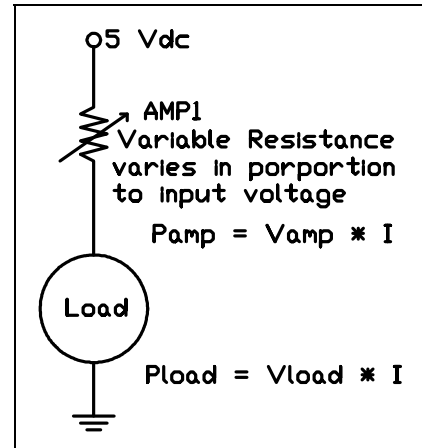 5 Vdc
AMP1
Variable Resistance
varies in porportion
to input voltage
Pamp = Vamp * I
Load
Pload = Vload * I